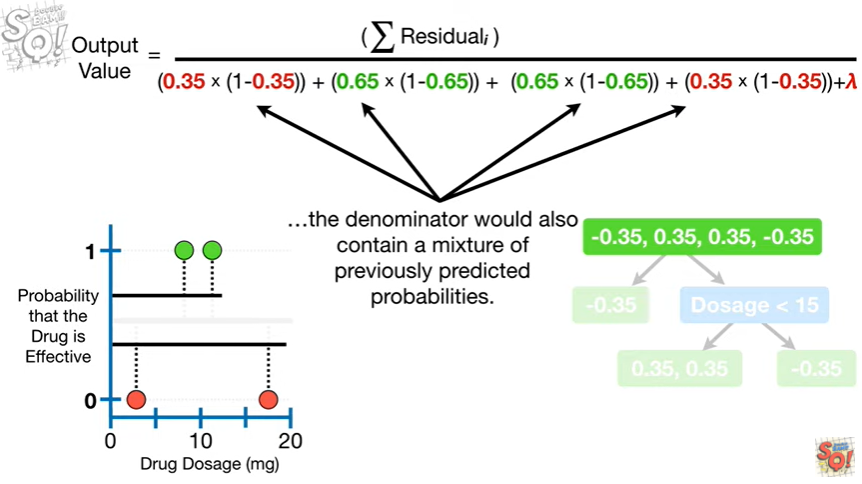 SQ!
Output
Value
=
( ∑ Residualᵢ )
(0.35 × (1-0.35)) + (0.65 × (1-0.65)) + (0.65 × (1-0.65)) + (0.35 × (1-0.35))+λ
…the denominator would also
contain a mixture of
previously predicted
probabilities.
-0.35, 0.35, 0.35, -0.35
-0.35
Dosage < 15
0.35, 0.35
-0.35
1
Probability
that the
Drug is
Effective
0
0 10 20
Drug Dosage (mg)
SQ!